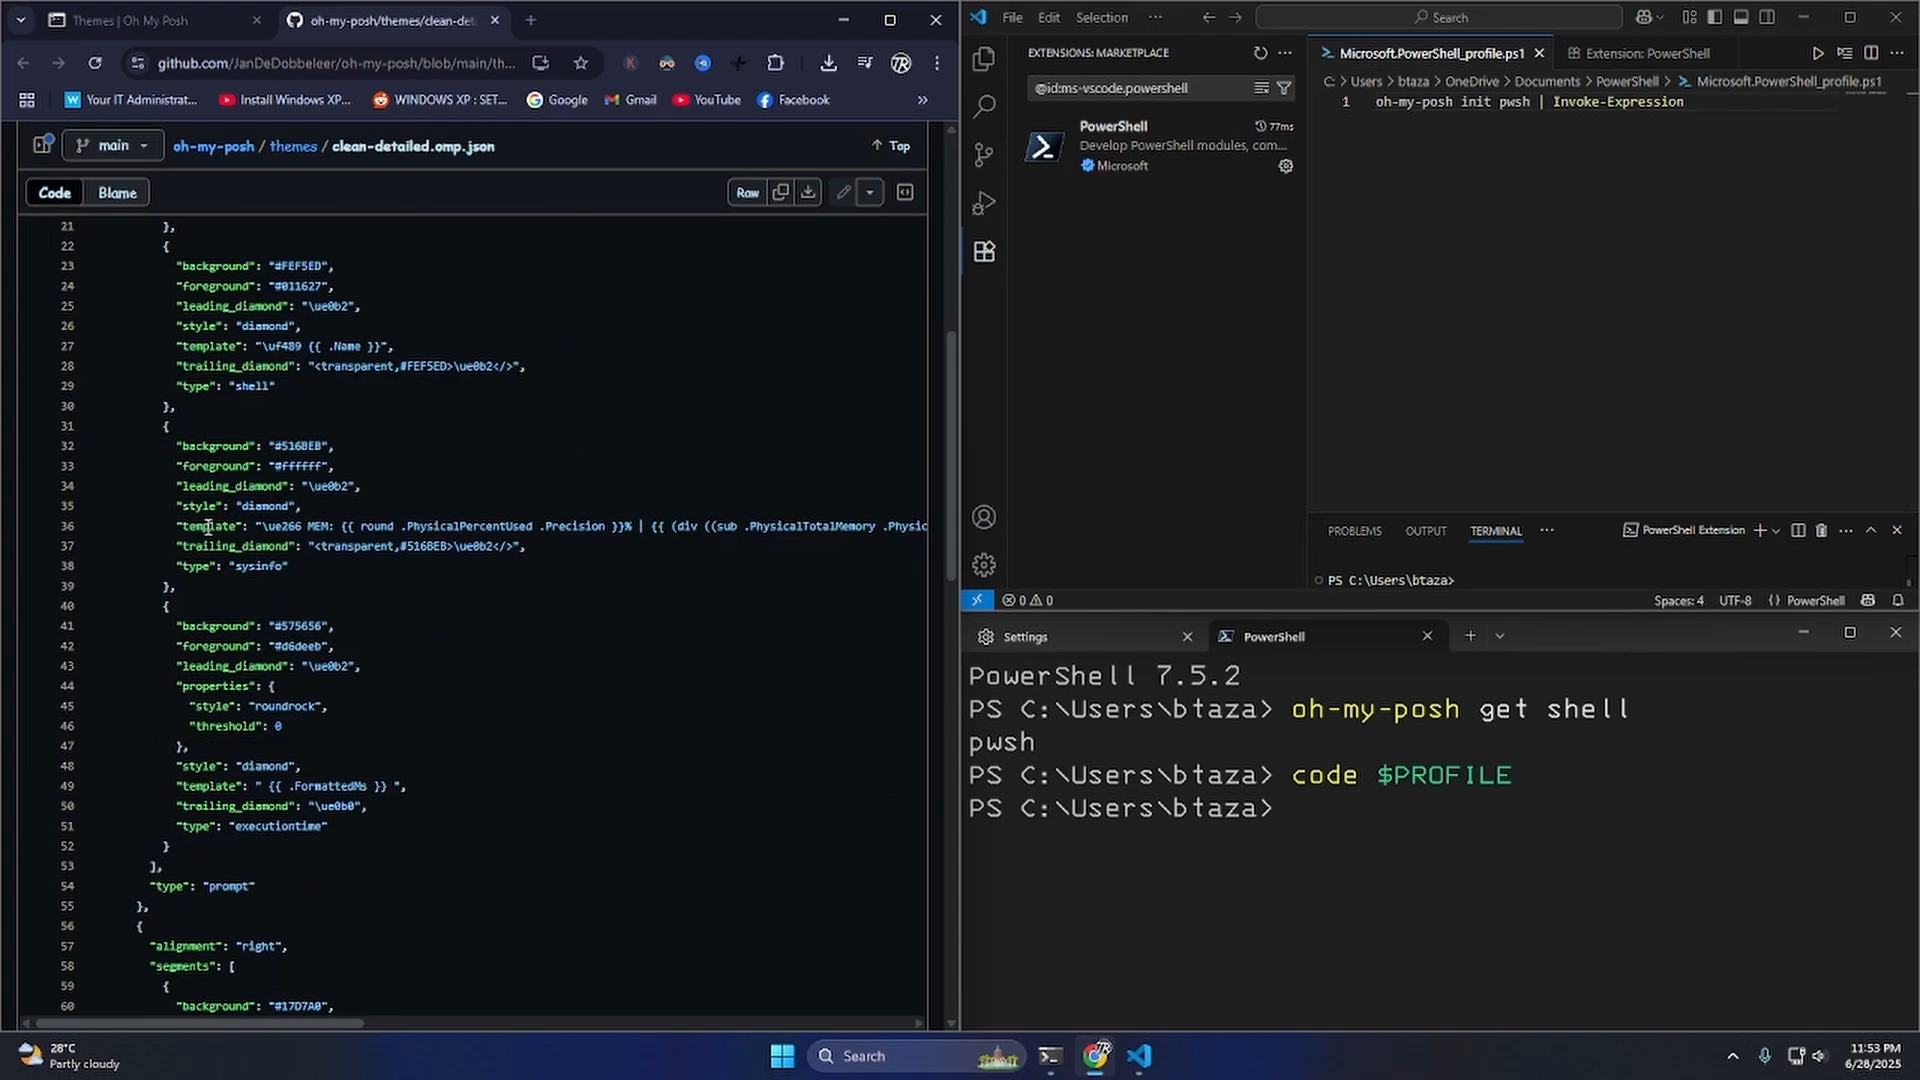 Themes | Oh My Posh
oh-my-posh/themes/clean-det
github.com/JanDeDobbeleer/oh-my-posh/blob/main/th...
Your IT Administrat...
Install Windows XP...
WINDOWS XP : SET...
Google
Gmail
YouTube
Facebook
main
oh-my-posh / themes / clean-detailed.omp.json
Top
Code
Blame
Raw
21 },
22 {
23 "background": "#FEF5ED",
24 "foreground": "#011627",
25 "leading_diamond": "\ue0b2",
26 "style": "diamond",
27 "template": "\uf489 {{ .Name }}",
28 "trailing_diamond": "<transparent,#FEF5ED>\ue0b2</>",
29 "type": "shell"
30 },
31 {
32 "background": "#516BEB",
33 "foreground": "#ffffff",
34 "leading_diamond": "\ue0b2",
35 "style": "diamond",
36 "template": "\ue266 MEM: {{ round .PhysicalPercentUsed .Precision }}% | {{ (div ((sub .PhysicalTotalMemory .Physic
37 "trailing_diamond": "<transparent,#516BEB>\ue0b2</>",
38 "type": "sysinfo"
39 },
40 {
41 "background": "#575656",
42 "foreground": "#d6deeb",
43 "leading_diamond": "\ue0b2",
44 "properties": {
45 "style": "roundrock",
46 "threshold": 0
47 },
48 "style": "diamond",
49 "template": " {{ .FormattedMs }} ",
50 "trailing_diamond": "\ue0b0",
51 "type": "executiontime"
52 }
53 ],
54 "type": "prompt"
55 },
56 {
57 "alignment": "right",
58 "segments": [
59 {
60 "background": "#17D7A0",
File Edit Selection ...
Search
EXTENSIONS: MARKETPLACE
@id:ms-vscode.powershell
PowerShell
77ms
Develop PowerShell modules, com...
Microsoft
Microsoft.PowerShell_profile.ps1
Extension: PowerShell
C: > Users > btaza > OneDrive > Documents > PowerShell > Microsoft.PowerShell_profile.ps1
1 oh-my-posh init pwsh | Invoke-Expression
PROBLEMS OUTPUT TERMINAL ...
PowerShell Extension
PS C:\Users\btaza>
0 0
Spaces: 4 UTF-8 {} PowerShell
Settings
PowerShell
PowerShell 7.5.2
PS C:\Users\btaza> oh-my-posh get shell
pwsh
PS C:\Users\btaza> code $PROFILE
PS C:\Users\btaza>
28°C
Partly cloudy
Search
11:53 PM
6/28/2025